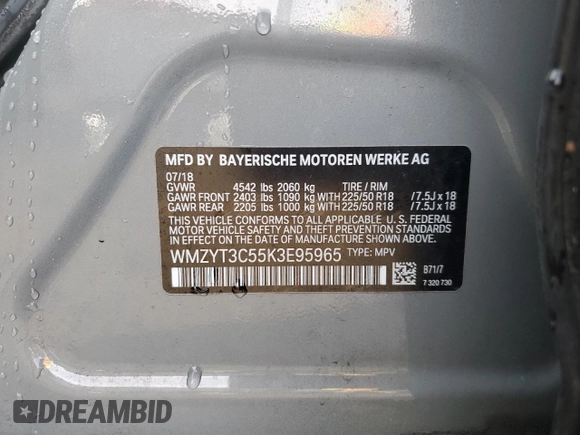 MFD BY BAYERISCHE MOTOREN WERKE AG
07/18
GVWR 4542 lbs 2060 kg TIRE / RIM
GAWR FRONT 2403 lbs 1090 kg 225/50 R18 /7.5J x 18
GAWR REAR 2205 lbs 1000 kg 225/50 R18 /7.5J x 18
THIS VEHICLE CONFORMS TO ALL APPLICABLE U. S. FEDERAL
MOTOR VEHICLE SAFETY AND THEFT PREVENTION STANDARDS
IN EFFECT ON THE DATE OF MANUFACTURE SHOWN ABOVE.
WMZYT3C55K3E95965 TYPE: MPV
B71/7
7 320 730
DREAMBID